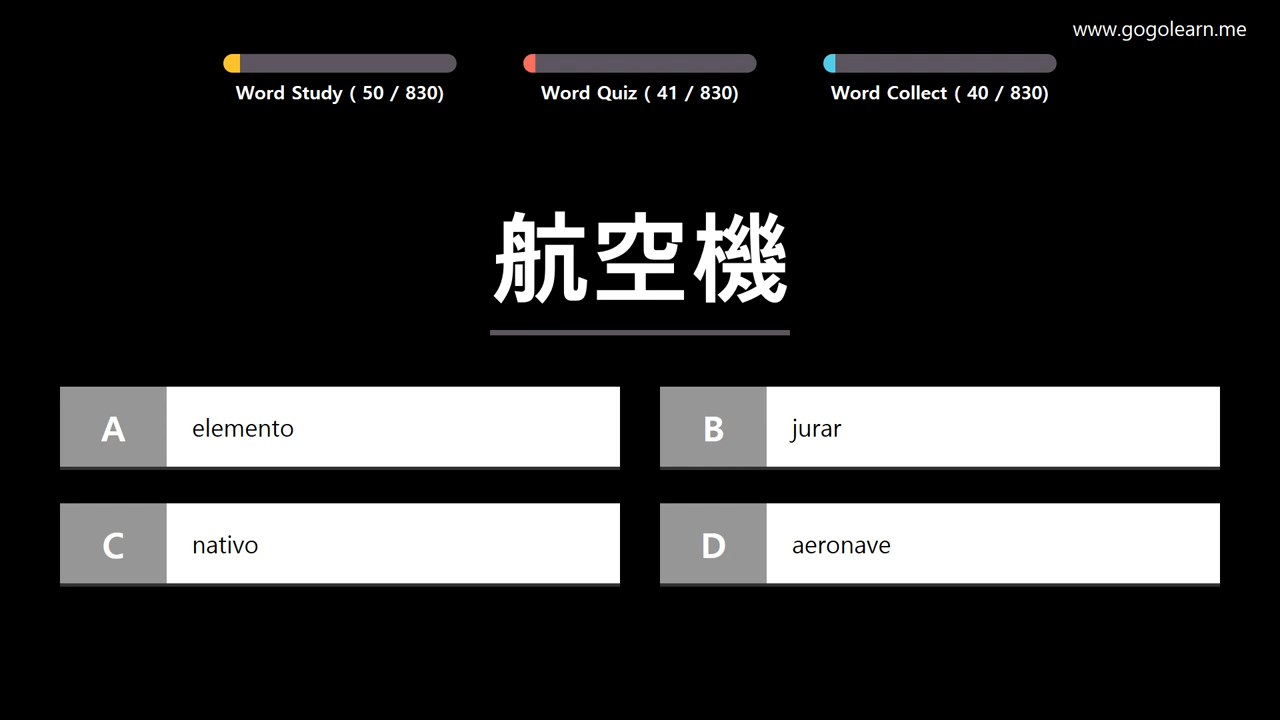 www.gogolearn.me
Word Study ( 50 / 830)
Word Quiz ( 41 / 830)
Word Collect ( 40 / 830)
航空機
A elemento
B jurar
C nativo
D aeronave